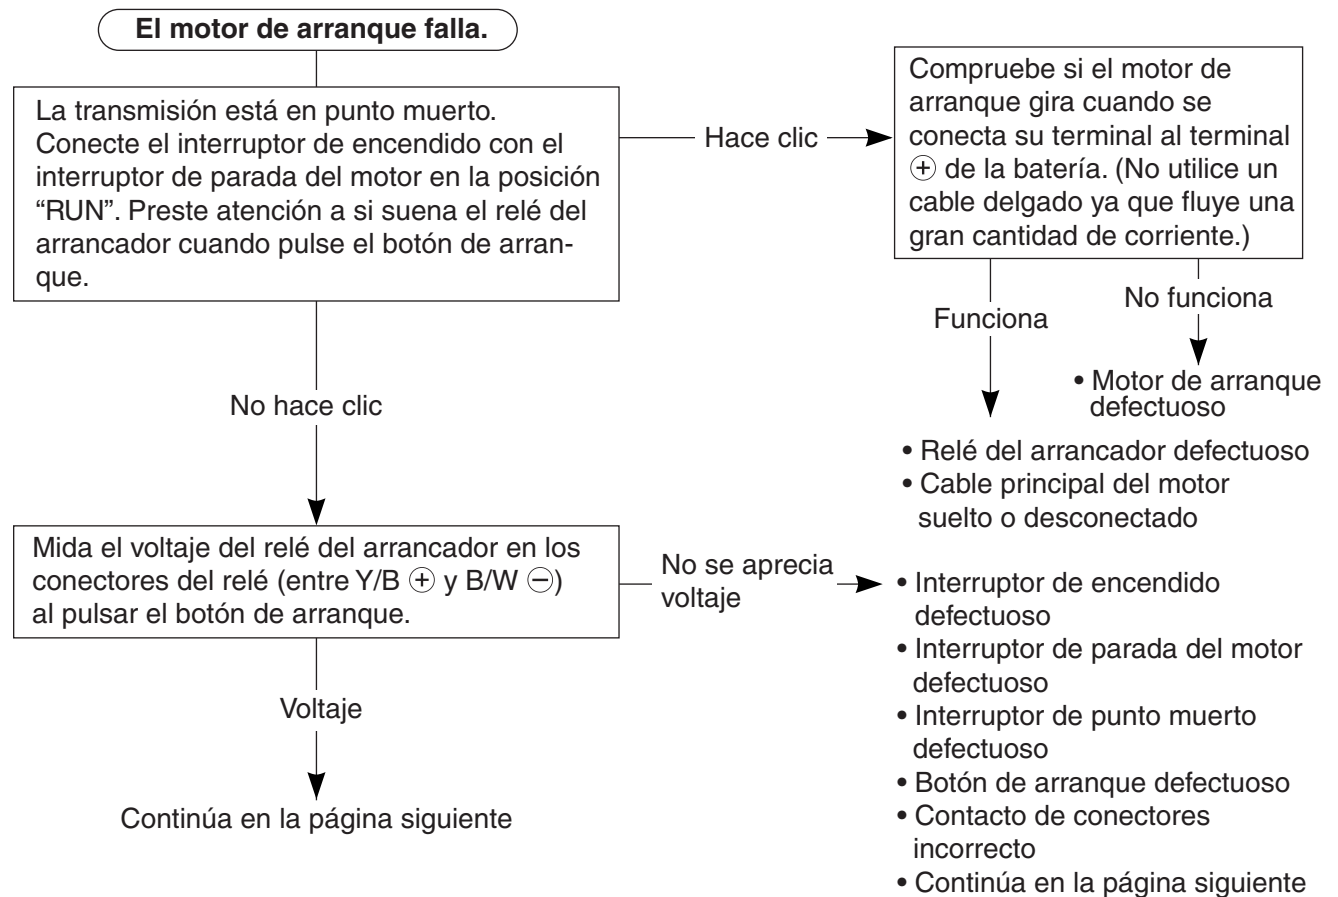 El motor de arranque falla.
La transmisión está en punto muerto.
Conecte el interruptor de encendido con el
interruptor de parada del motor en la posición
“RUN”. Preste atención a si suena el relé del
arrancador cuando pulse el botón de arran-
que.
Hace clic
Compruebe si el motor de
arranque gira cuando se
conecta su terminal al terminal
⊕ de la batería. (No utilice un
cable delgado ya que fluye una
gran cantidad de corriente.)
Funciona
No funciona
• Motor de arranque
defectuoso
• Relé del arrancador defectuoso
• Cable principal del motor
suelto o desconectado
No hace clic
Mida el voltaje del relé del arrancador en los
conectores del relé (entre Y/B ⊕ y B/W ⊖)
al pulsar el botón de arranque.
No se aprecia
voltaje
• Interruptor de encendido
defectuoso
• Interruptor de parada del motor
defectuoso
• Interruptor de punto muerto
defectuoso
• Botón de arranque defectuoso
• Contacto de conectores
incorrecto
• Continúa en la página siguiente
Voltaje
Continúa en la página siguiente